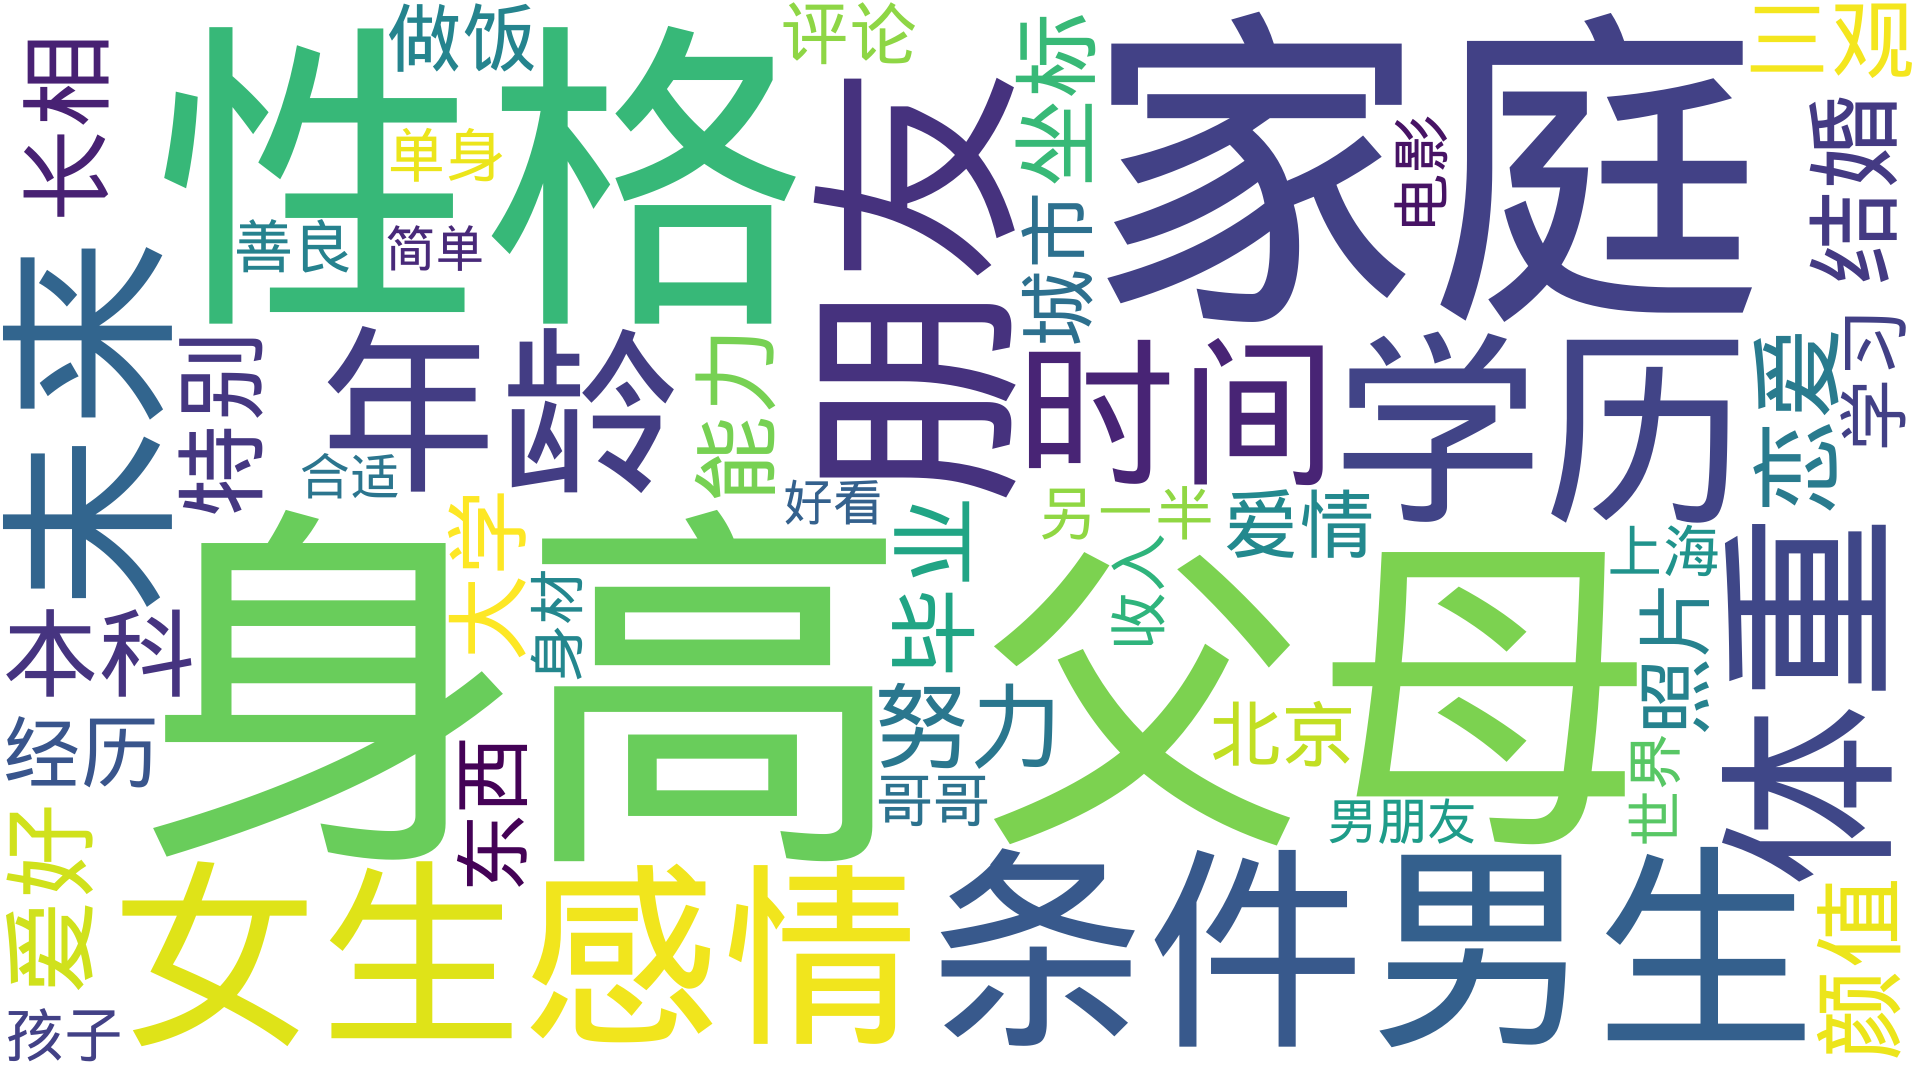 长相
性格
做饭
单身
善良
简单
评论
朋友
坐标
城市
家庭
电影
三观
结婚
未来
特别
年龄
合适
能力
好看
时间
学历
恋爱
学习
另一半
爱情
上海
体重
身高
大学
身材
毕业
收入
父母
照片
本科
经历
东西
努力
哥哥
北京
男朋友
世界
爱好
孩子
女生
感情
条件
男生
颜值